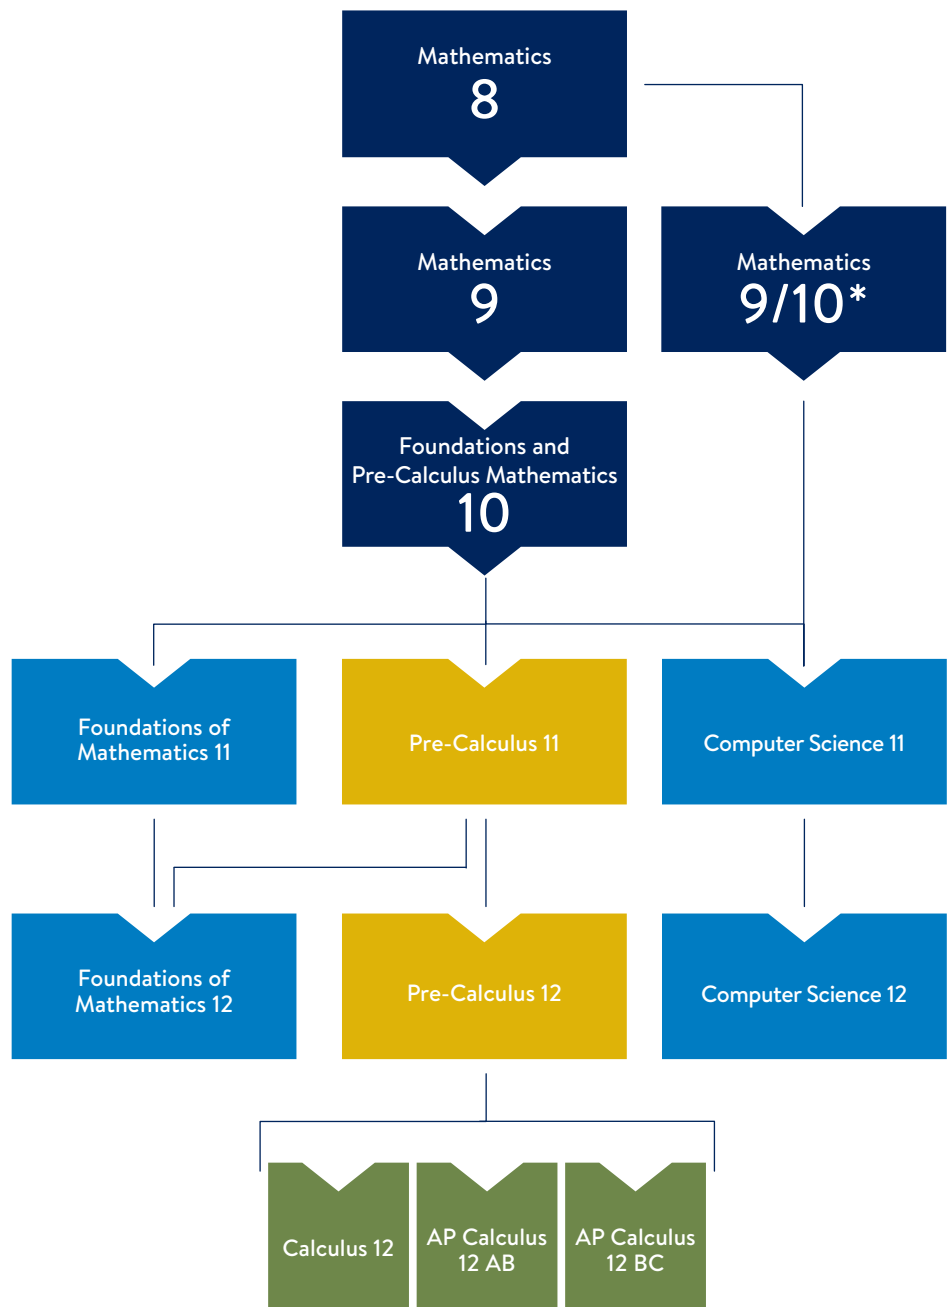 Mathematics
8
Mathematics
9
Mathematics
9/10*
Foundations and
Pre-Calculus Mathematics
10
Foundations of
Mathematics 11
Pre-Calculus 11
Computer Science 11
Foundations of
Mathematics 12
Pre-Calculus 12
Computer Science 12
Calculus 12
AP Calculus
12 AB
AP Calculus
12 BC